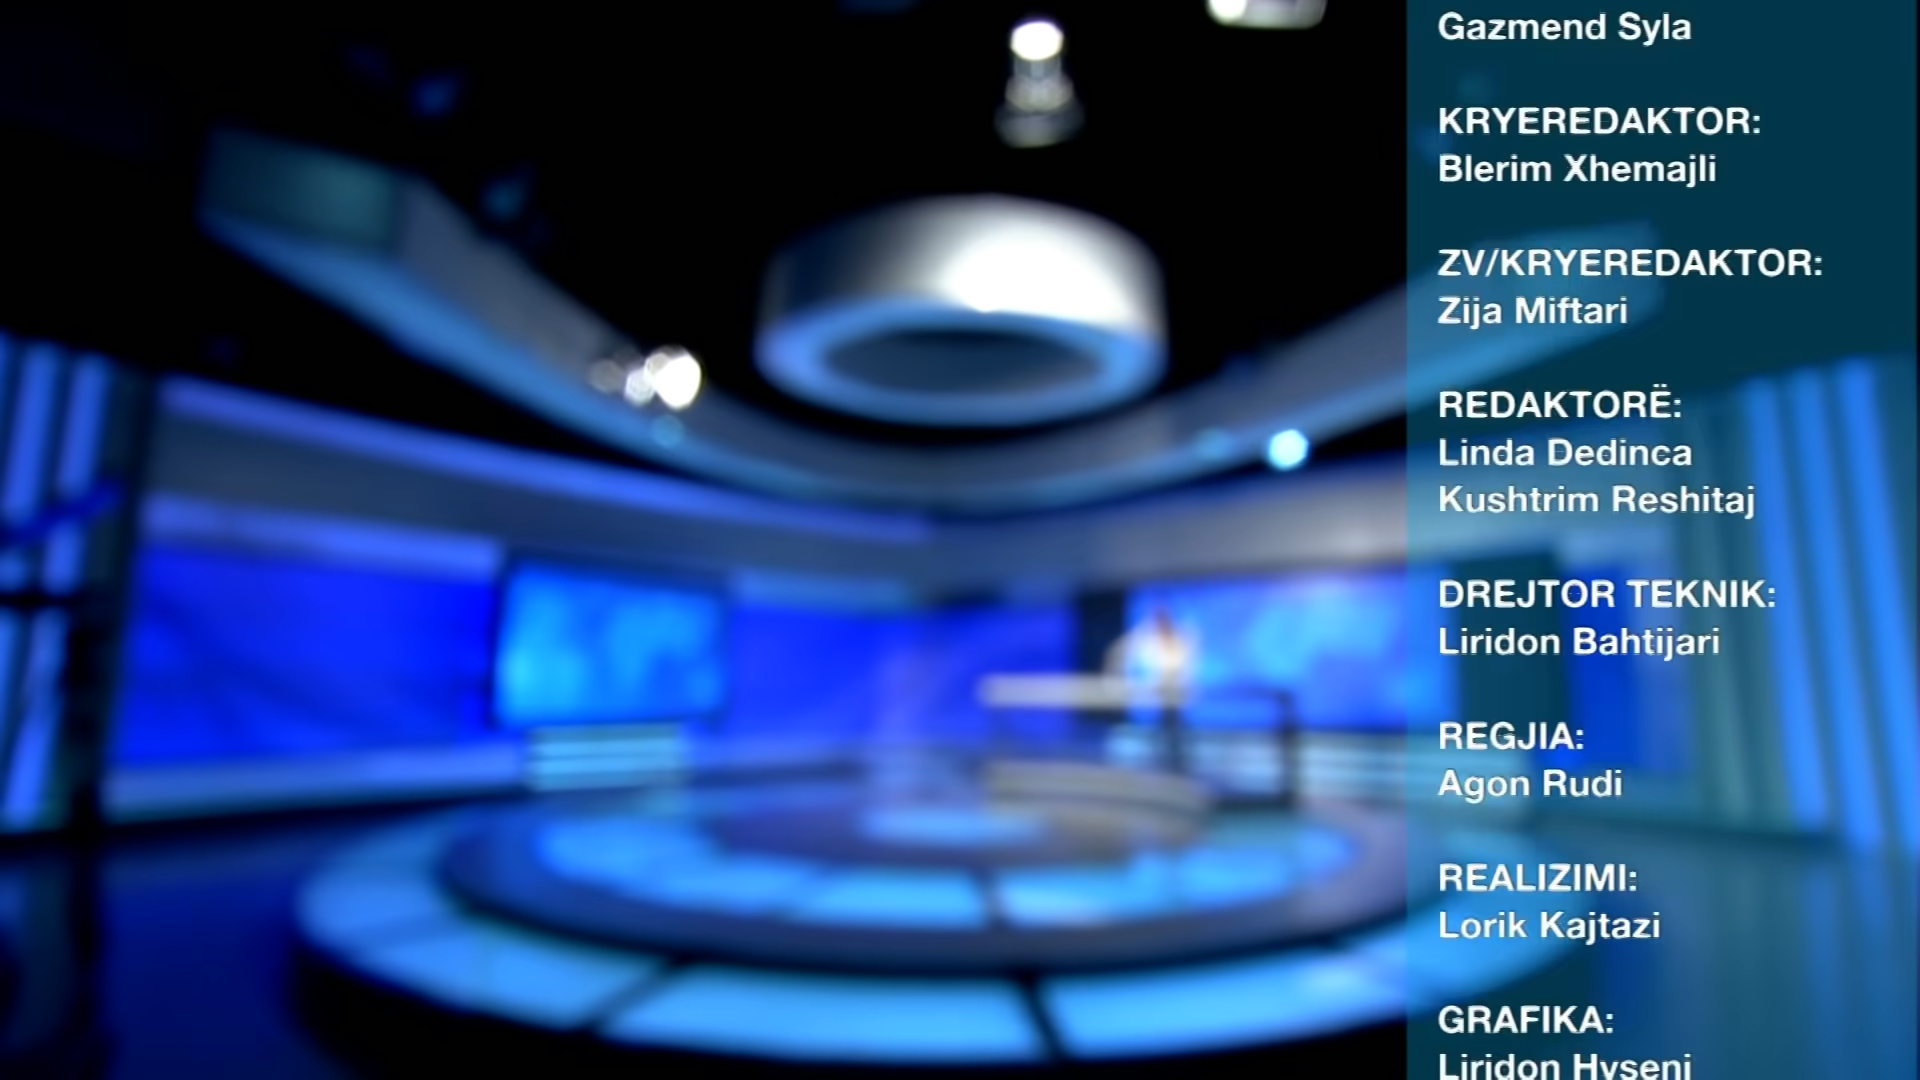 Gazmend Syla
KRYEREDAKTOR:
Blerim Xhemajli
ZV/KRYEREDAKTOR:
Zija Miftari
REDAKTORË:
Linda Dedinca
Kushtrim Reshitaj
DREJTOR TEKNIK:
Liridon Bahtijari
REGJIA:
Agon Rudi
REALIZIMI:
Lorik Kajtazi
GRAFIKA:
Liridon Hyseni